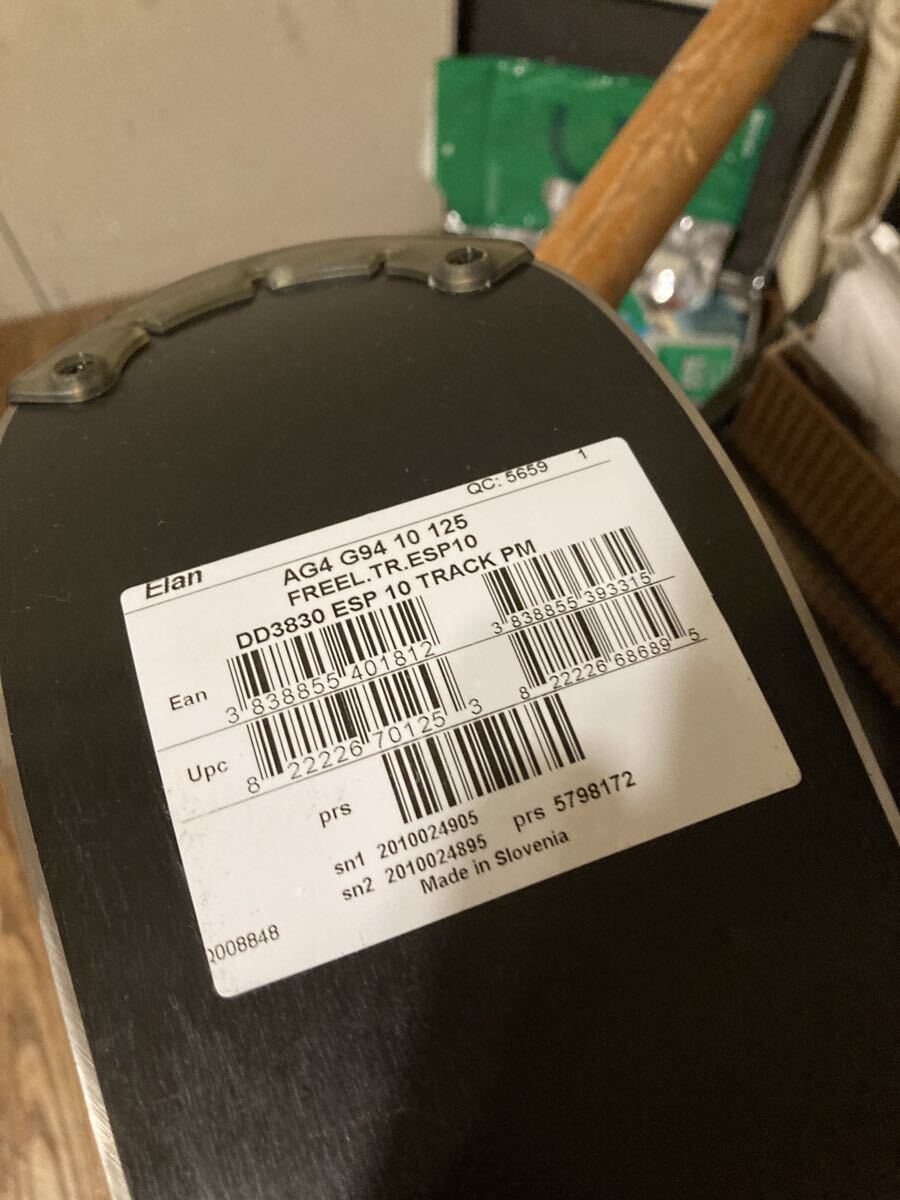 QC: 5659 1
Elan
AG4 G94 10 125
FREEL.TR.ESP10
DD3830 ESP 10 TRACK PM
Ean
3 838855 401812
3 838855 393315
Upc
8 22226 70125 3
8 22226 68689 5
prs
sn1 2010024905
sn2 2010024895
prs 5798172
Made in Slovenia
008848